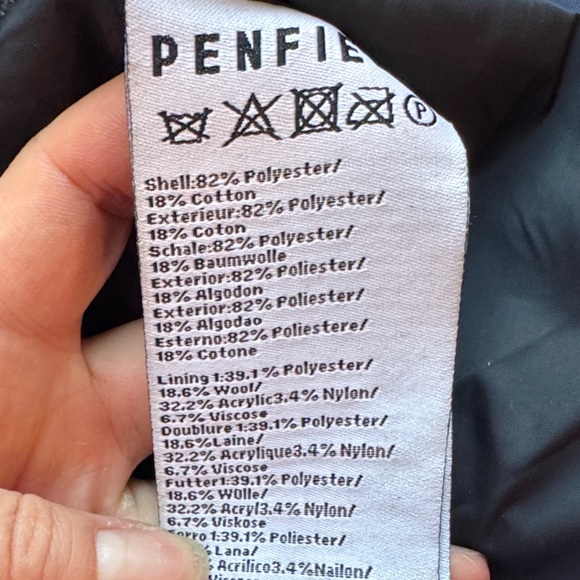 PENFIE
P
Shell:82% Polyester/
18% Cotton
Exterieur:82% Polyester/
18% Coton
Schale:82% Polyester/
18% Baumwolle
Exterior:82% Poliester/
18% Algodon
Exterior:82% Poliester/
18% Algodao
Esterno:82% Poliestere/
18% Cotone
Lining 1:39.1% Polyester/
18.6% Wool/
32.2% Acrylic3.4% Nylon/
6.7% Viscose
Doublure 1:39.1% Polyester/
18.6%Laine/
32.2% Acrylique3.4% Nylon/
6.7% Viscose
Futter1:39.1% Polyester/
18.6% Wolle/
32.2% Acryl3.4% Nylon/
6.7% Viskose
1:39.1% Poliester/
% Lana/
% Acrilico3.4%Nailon/